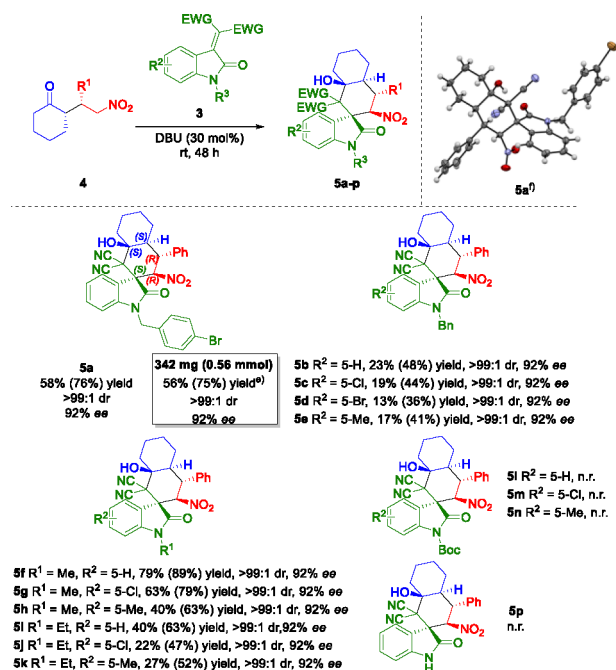 EWG
EWG
R²
O
N
R³
3
O
R¹
NO₂
4
DBU (30 mol%)
rt, 48 h
HO
H
EWG
EWG
R¹
NO₂
R²
O
N
R³
5a-p
5aᶠ⁾
HO
(S)
H
(S)
(R)
Ph
NC
CN
(S)
(R)
NO₂
O
N
Br
5a
58% (76%) yield
>99:1 dr
92% ee
342 mg (0.56 mmol)
56% (75%) yieldᵉ⁾
>99:1 dr
92% ee
HO
H
Ph
NC
CN
NO₂
R²
O
N
Bn
5b R² = 5-H, 23% (48%) yield, >99:1 dr, 92% ee
5c R² = 5-Cl, 19% (44%) yield, >99:1 dr, 92% ee
5d R² = 5-Br, 13% (36%) yield, >99:1 dr, 92% ee
5e R² = 5-Me, 17% (41%) yield, >99:1 dr, 92% ee
HO
H
Ph
NC
CN
NO₂
R²
O
N
R¹
5f R¹ = Me, R² = 5-H, 79% (89%) yield, >99:1 dr, 92% ee
5g R¹ = Me, R² = 5-Cl, 63% (79%) yield, >99:1 dr, 92% ee
5h R¹ = Me, R² = 5-Me, 40% (63%) yield, >99:1 dr, 92% ee
5i R¹ = Et, R² = 5-H, 40% (63%) yield, >99:1 dr,92% ee
5j R¹ = Et, R² = 5-Cl, 22% (47%) yield, >99:1 dr, 92% ee
5k R¹ = Et, R² = 5-Me, 27% (52%) yield, >99:1 dr, 92% ee
HO
H
Ph
NC
CN
NO₂
R²
O
N
Boc
5l R² = 5-H, n.r.
5m R² = 5-Cl, n.r.
5n R² = 5-Me, n.r.
HO
H
Ph
NC
CN
NO₂
O
N
H
5p
n.r.